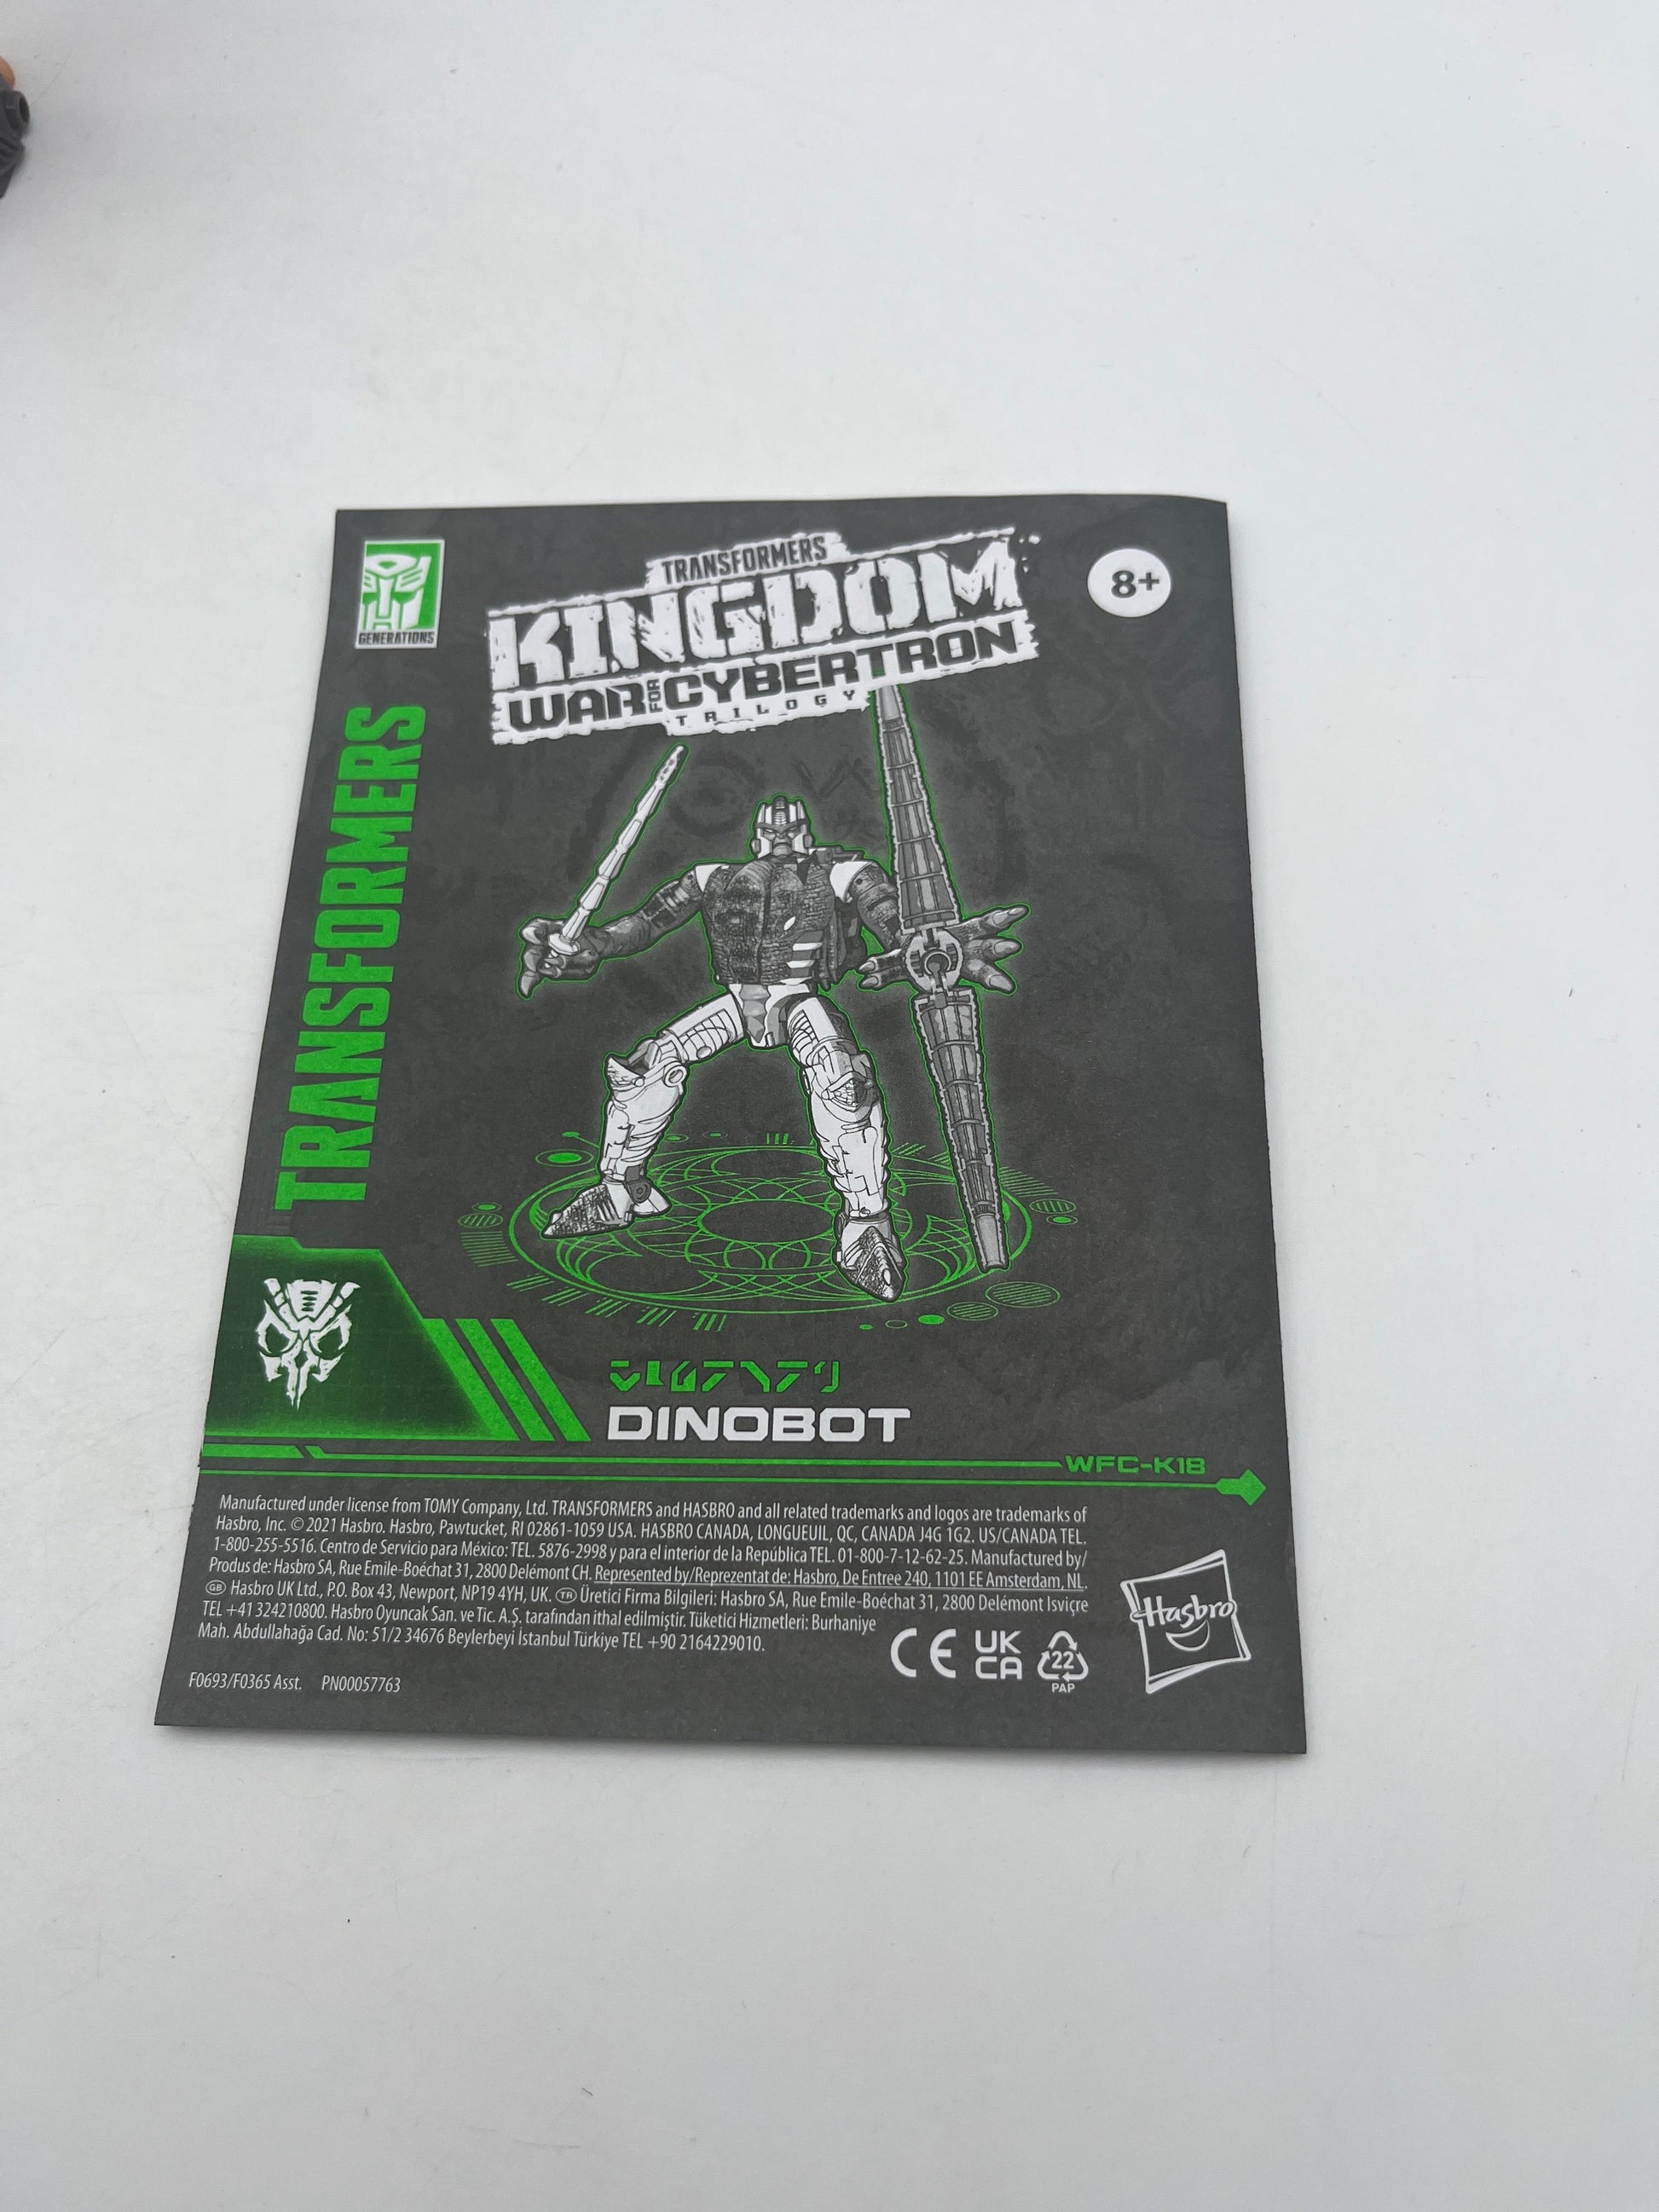 GENERATIONS
TRANSFORMERS
KINGDOM
WAR FOR CYBERTRON
TRILOGY
8+
TRANSFORMERS
DINOBOT
WFC-K18
Manufactured under license from TOMY Company, Ltd. TRANSFORMERS and HASBRO and all related trademarks and logos are trademarks of
Hasbro, Inc. © 2021 Hasbro. Hasbro, Pawtucket, RI 02861-1059 USA. HASBRO CANADA, LONGUEUIL, QC, CANADA J4G 1G2. US/CANADA TEL.
1-800-255-5516. Centro de Servicio para México: TEL. 5876-2998 y para el interior de la República TEL. 01-800-7-12-62-25. Manufactured by/
Produs de: Hasbro SA, Rue Emile-Boéchat 31, 2800 Delémont CH. Represented by/Reprezentat de: Hasbro, De Entree 240, 1101 EE Amsterdam, NL.
GB Hasbro UK Ltd., P.O. Box 43, Newport, NP19 4YH, UK. TR Üretici Firma Bilgileri: Hasbro SA, Rue Emile-Boéchat 31, 2800 Delémont Isviçre
TEL +41 324210800. Hasbro Oyuncak San. ve Tic. A.Ş. tarafından ithal edilmiştir. Tüketici Hizmetleri: Burhaniye
Mah. Abdullahağa Cad. No: 51/2 34676 Beylerbeyi İstanbul Türkiye TEL +90 2164229010.
CE UK CA 22 PAP
Hasbro
F0693/F0365 Asst. PN00057763